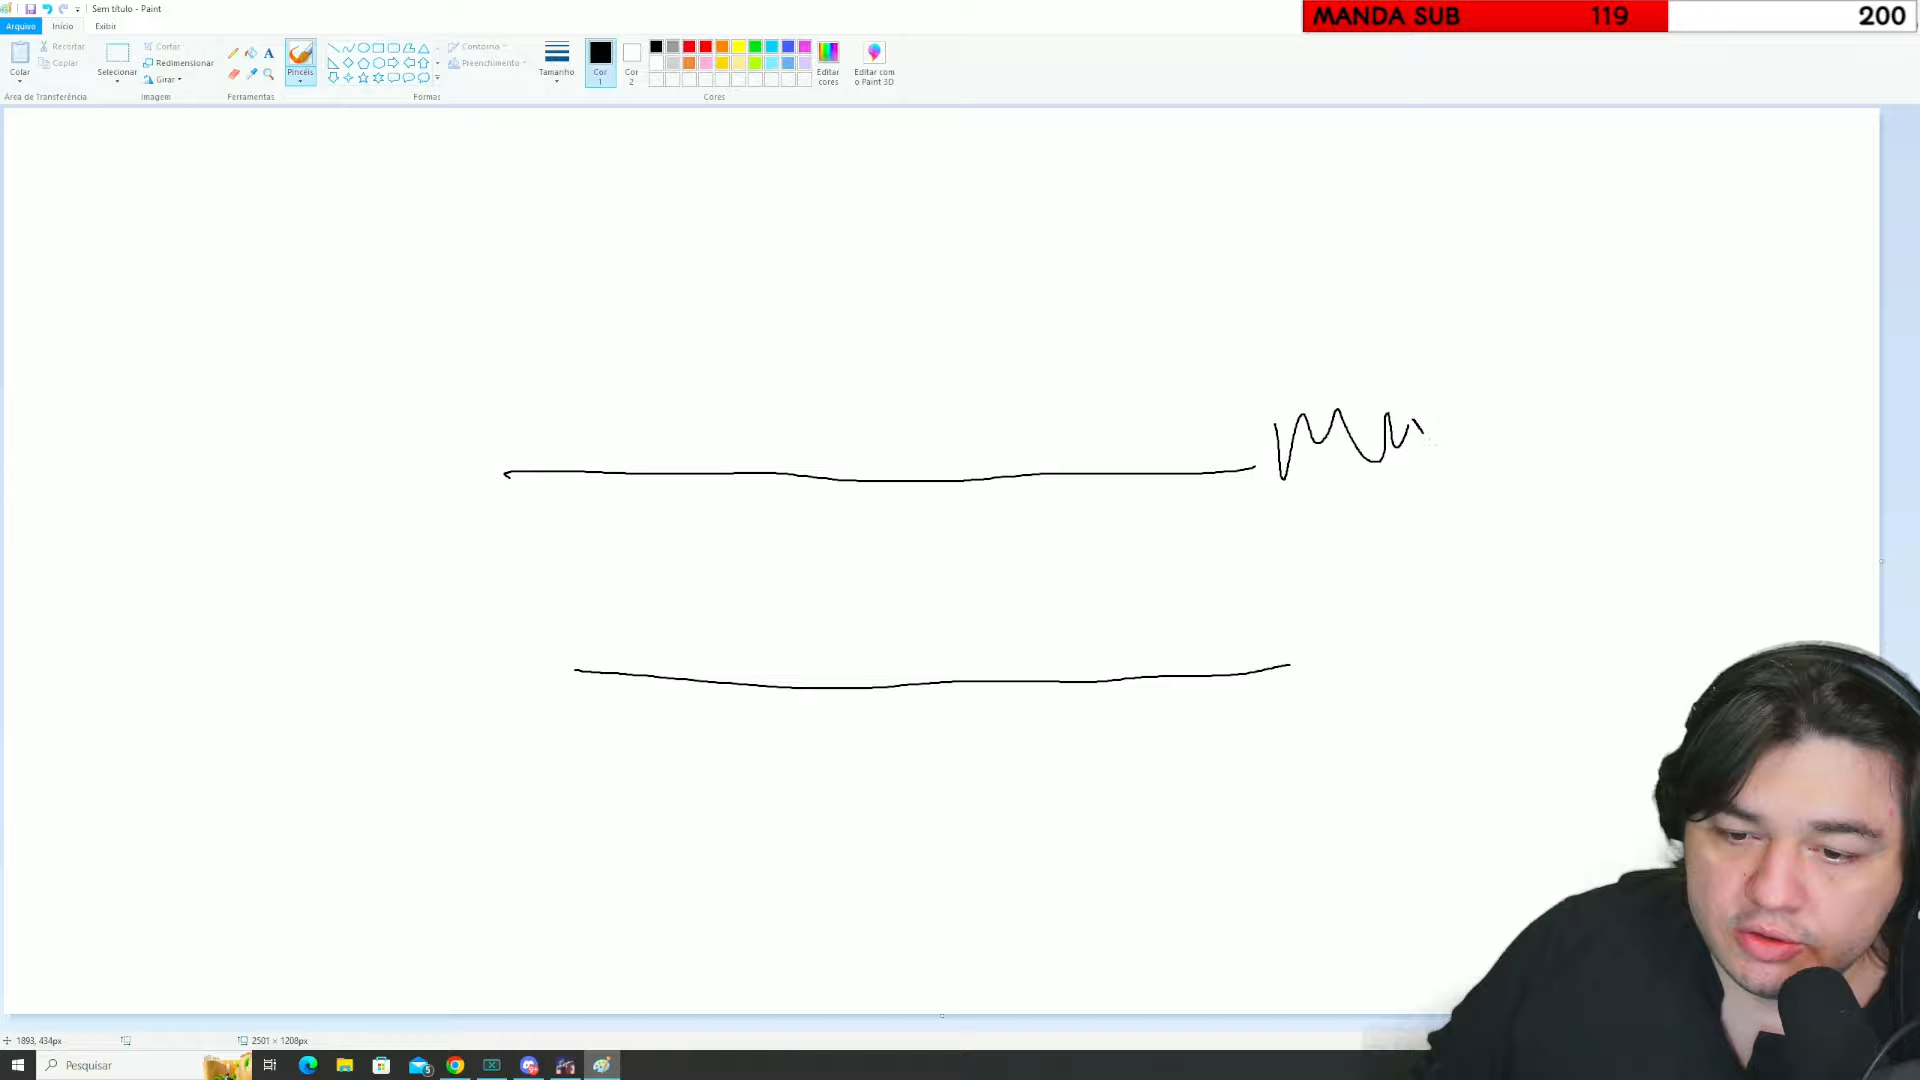 Sem título - Paint
MANDA SUB 119 200
Arquivo Início Exibir
Colar
Recortar
Copiar
Área de Transferência
Selecionar
Cortar
Redimensionar
Girar
Imagem
A
Ferramentas
Pincéis
Formas
Contorno
Preenchimento
Tamanho
Cor 1
Cor 2
Cores
Editar cores
Editar com o Paint 3D
1893, 434px
2501 × 1208px
Pesquisar
5